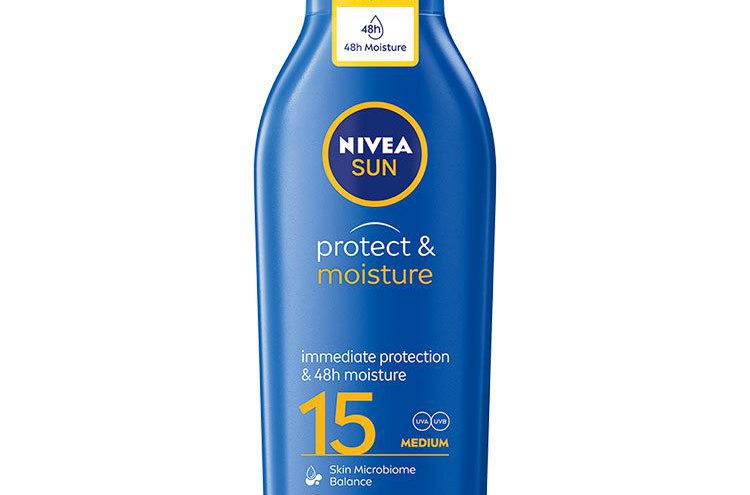 48h
48h Moisture
NIVEA
SUN
protect &
moisture
immediate protection
& 48h moisture
15
UVA UVB
MEDIUM
Skin Microbiome
Balance